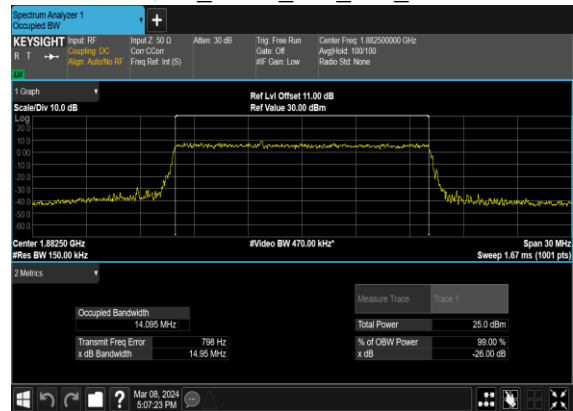 Spectrum Analyzer 1
Occupied BW
KEYSIGHT Input: RF Input Z: 50 Ω Atten: 30 dB Trig: Free Run Center Freq: 1.882500000 GHz
R T Coupling: DC Corr CCorr Gate: Off Avg|Hold: 100/100
Align: Auto/No RF Freq Ref: Int (S) #IF Gain: Low Radio Std: None
1 Graph Ref Lvl Offset 11.00 dB
Scale/Div 10.0 dB Ref Value 30.00 dBm
Log
20.0
10.0
0.00
-10.0
-20.0
-30.0
-40.0
-50.0
-60.0
Center 1.88250 GHz #Video BW 470.00 kHz* Span 30 MHz
#Res BW 150.00 kHz Sweep 1.67 ms (1001 pts)
2 Metrics
Measure Trace Trace 1
Occupied Bandwidth
14.095 MHz Total Power 25.0 dBm
Transmit Freq Error 798 Hz % of OBW Power 99.00 %
x dB Bandwidth 14.95 MHz x dB -26.00 dB
? Mar 08, 2024
5:07:23 PM